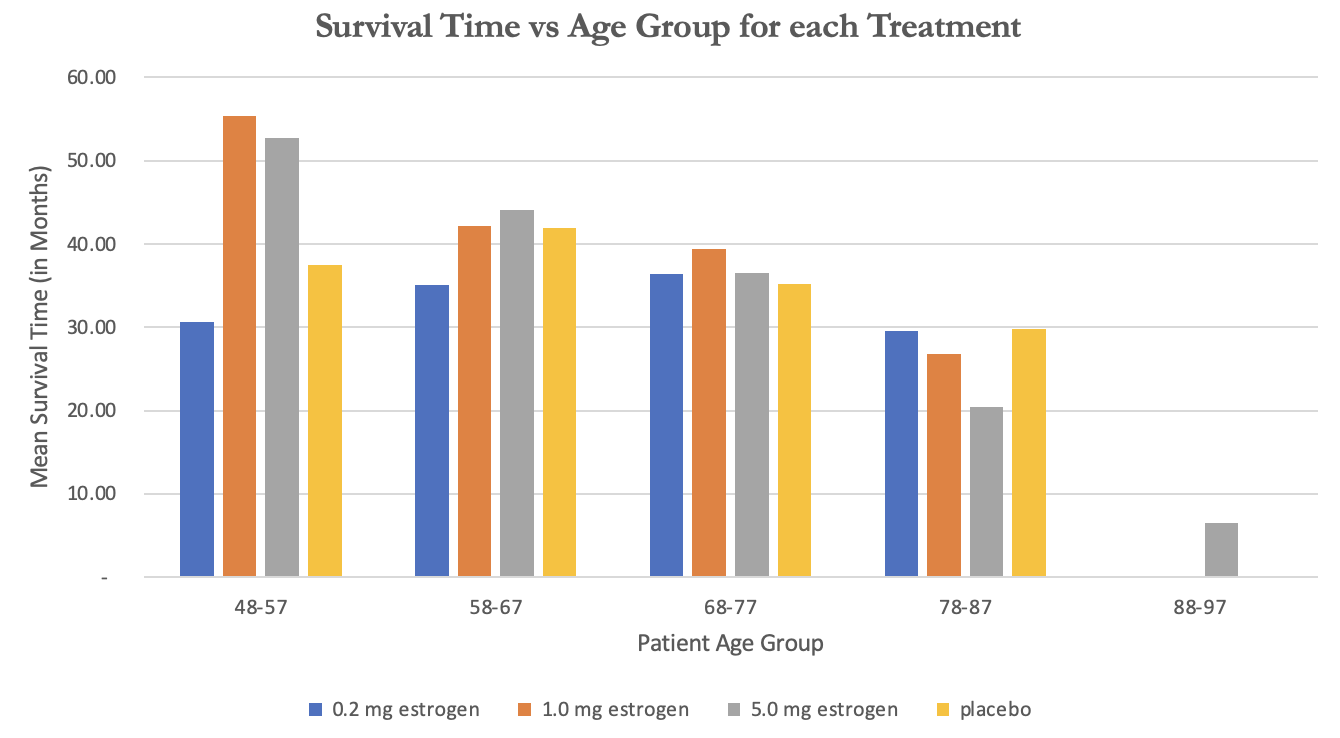 Survival Time vs Age Group for each Treatment
60.00
50.00
40.00
30.00
20.00
10.00
-
Mean Survival Time (in Months)
48-57 58-67 68-77 78-87 88-97
Patient Age Group
0.2 mg estrogen 1.0 mg estrogen 5.0 mg estrogen placebo